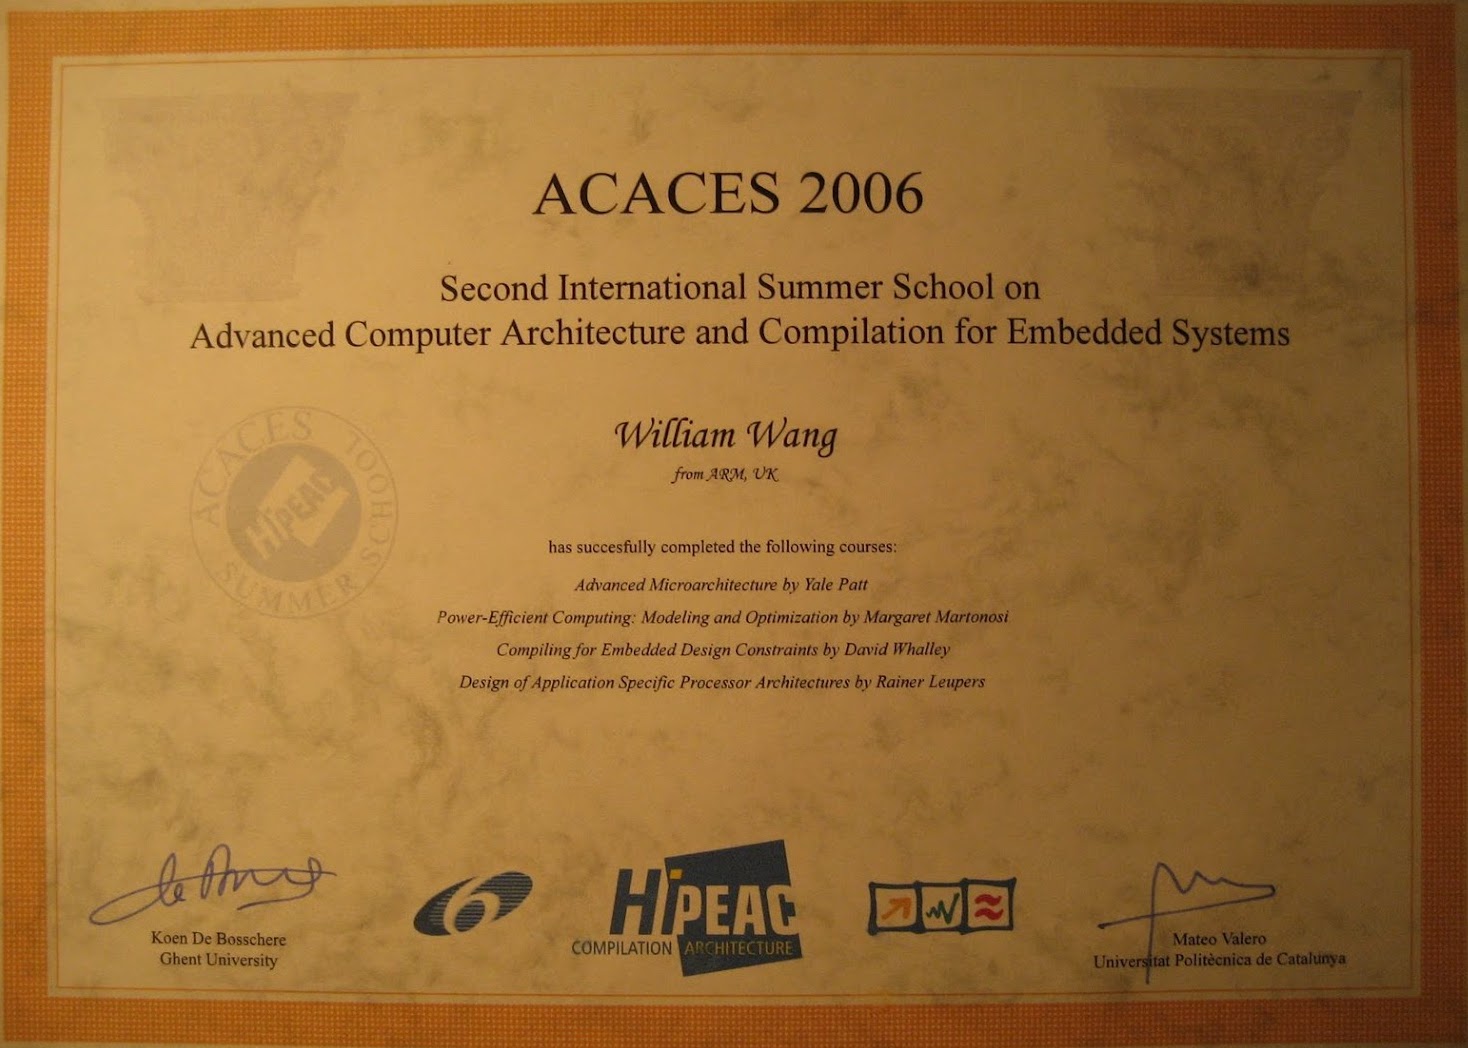 ACACES 2006
Second International Summer School on
Advanced Computer Architecture and Compilation for Embedded Systems
William Wang
from ARM, UK
ACACES SUMMER SCHOOL
HiPEAC
has succesfully completed the following courses:
Advanced Microarchitecture by Yale Patt
Power-Efficient Computing: Modeling and Optimization by Margaret Martonosi
Compiling for Embedded Design Constraints by David Whalley
Design of Application Specific Processor Architectures by Rainer Leupers
6
HiPEAC
COMPILATION ARCHITECTURE
Koen De Bosschere
Ghent University
Mateo Valero
Universitat Politècnica de Catalunya